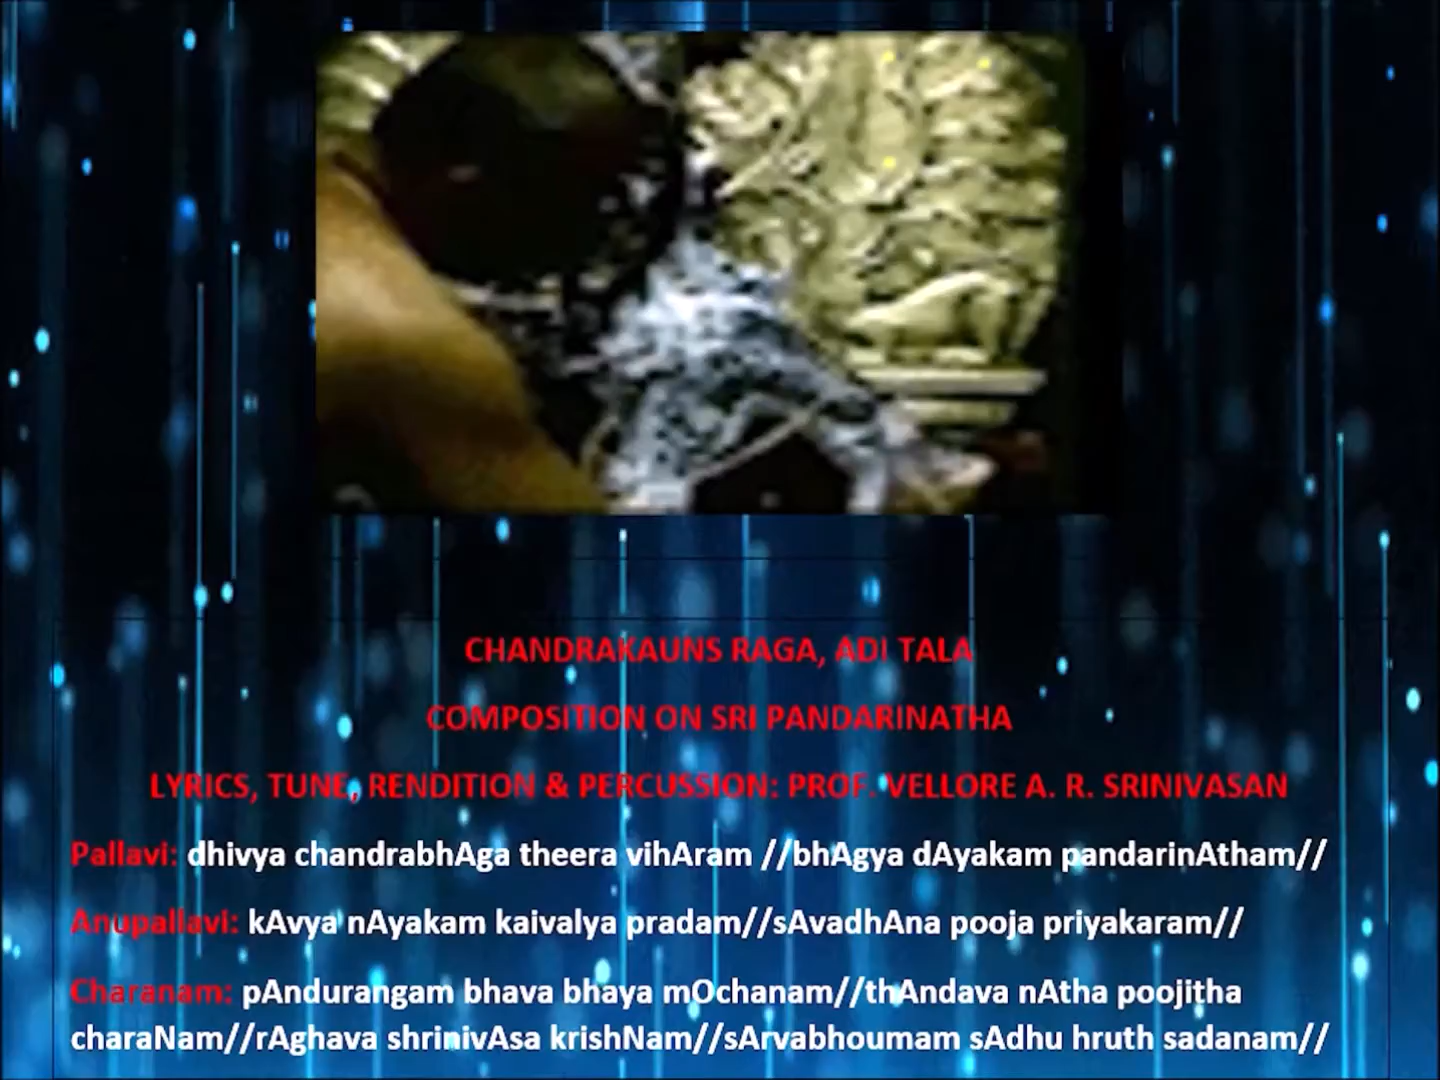 CHANDRAKAUNS RAGA, ADI TALA
COMPOSITION ON SRI PANDARINATHA
LYRICS, TUNE, RENDITION & PERCUSSION: PROF. VELLORE A. R. SRINIVASAN
Pallavi: dhivya chandrabhAga theera vihAram //bhAgya dAyakam pandarinAtham//
Anupallavi: kAvya nAyakam kaivalya pradam//sAvadhAna pooja priyakaram//
Charanam: pAndurangam bhava bhaya mOchanam//thAndava nAtha poojitha
charaNam//rAghava shrinivAsa krishNam//sArvabhoumam sAdhu hruth sadanam//